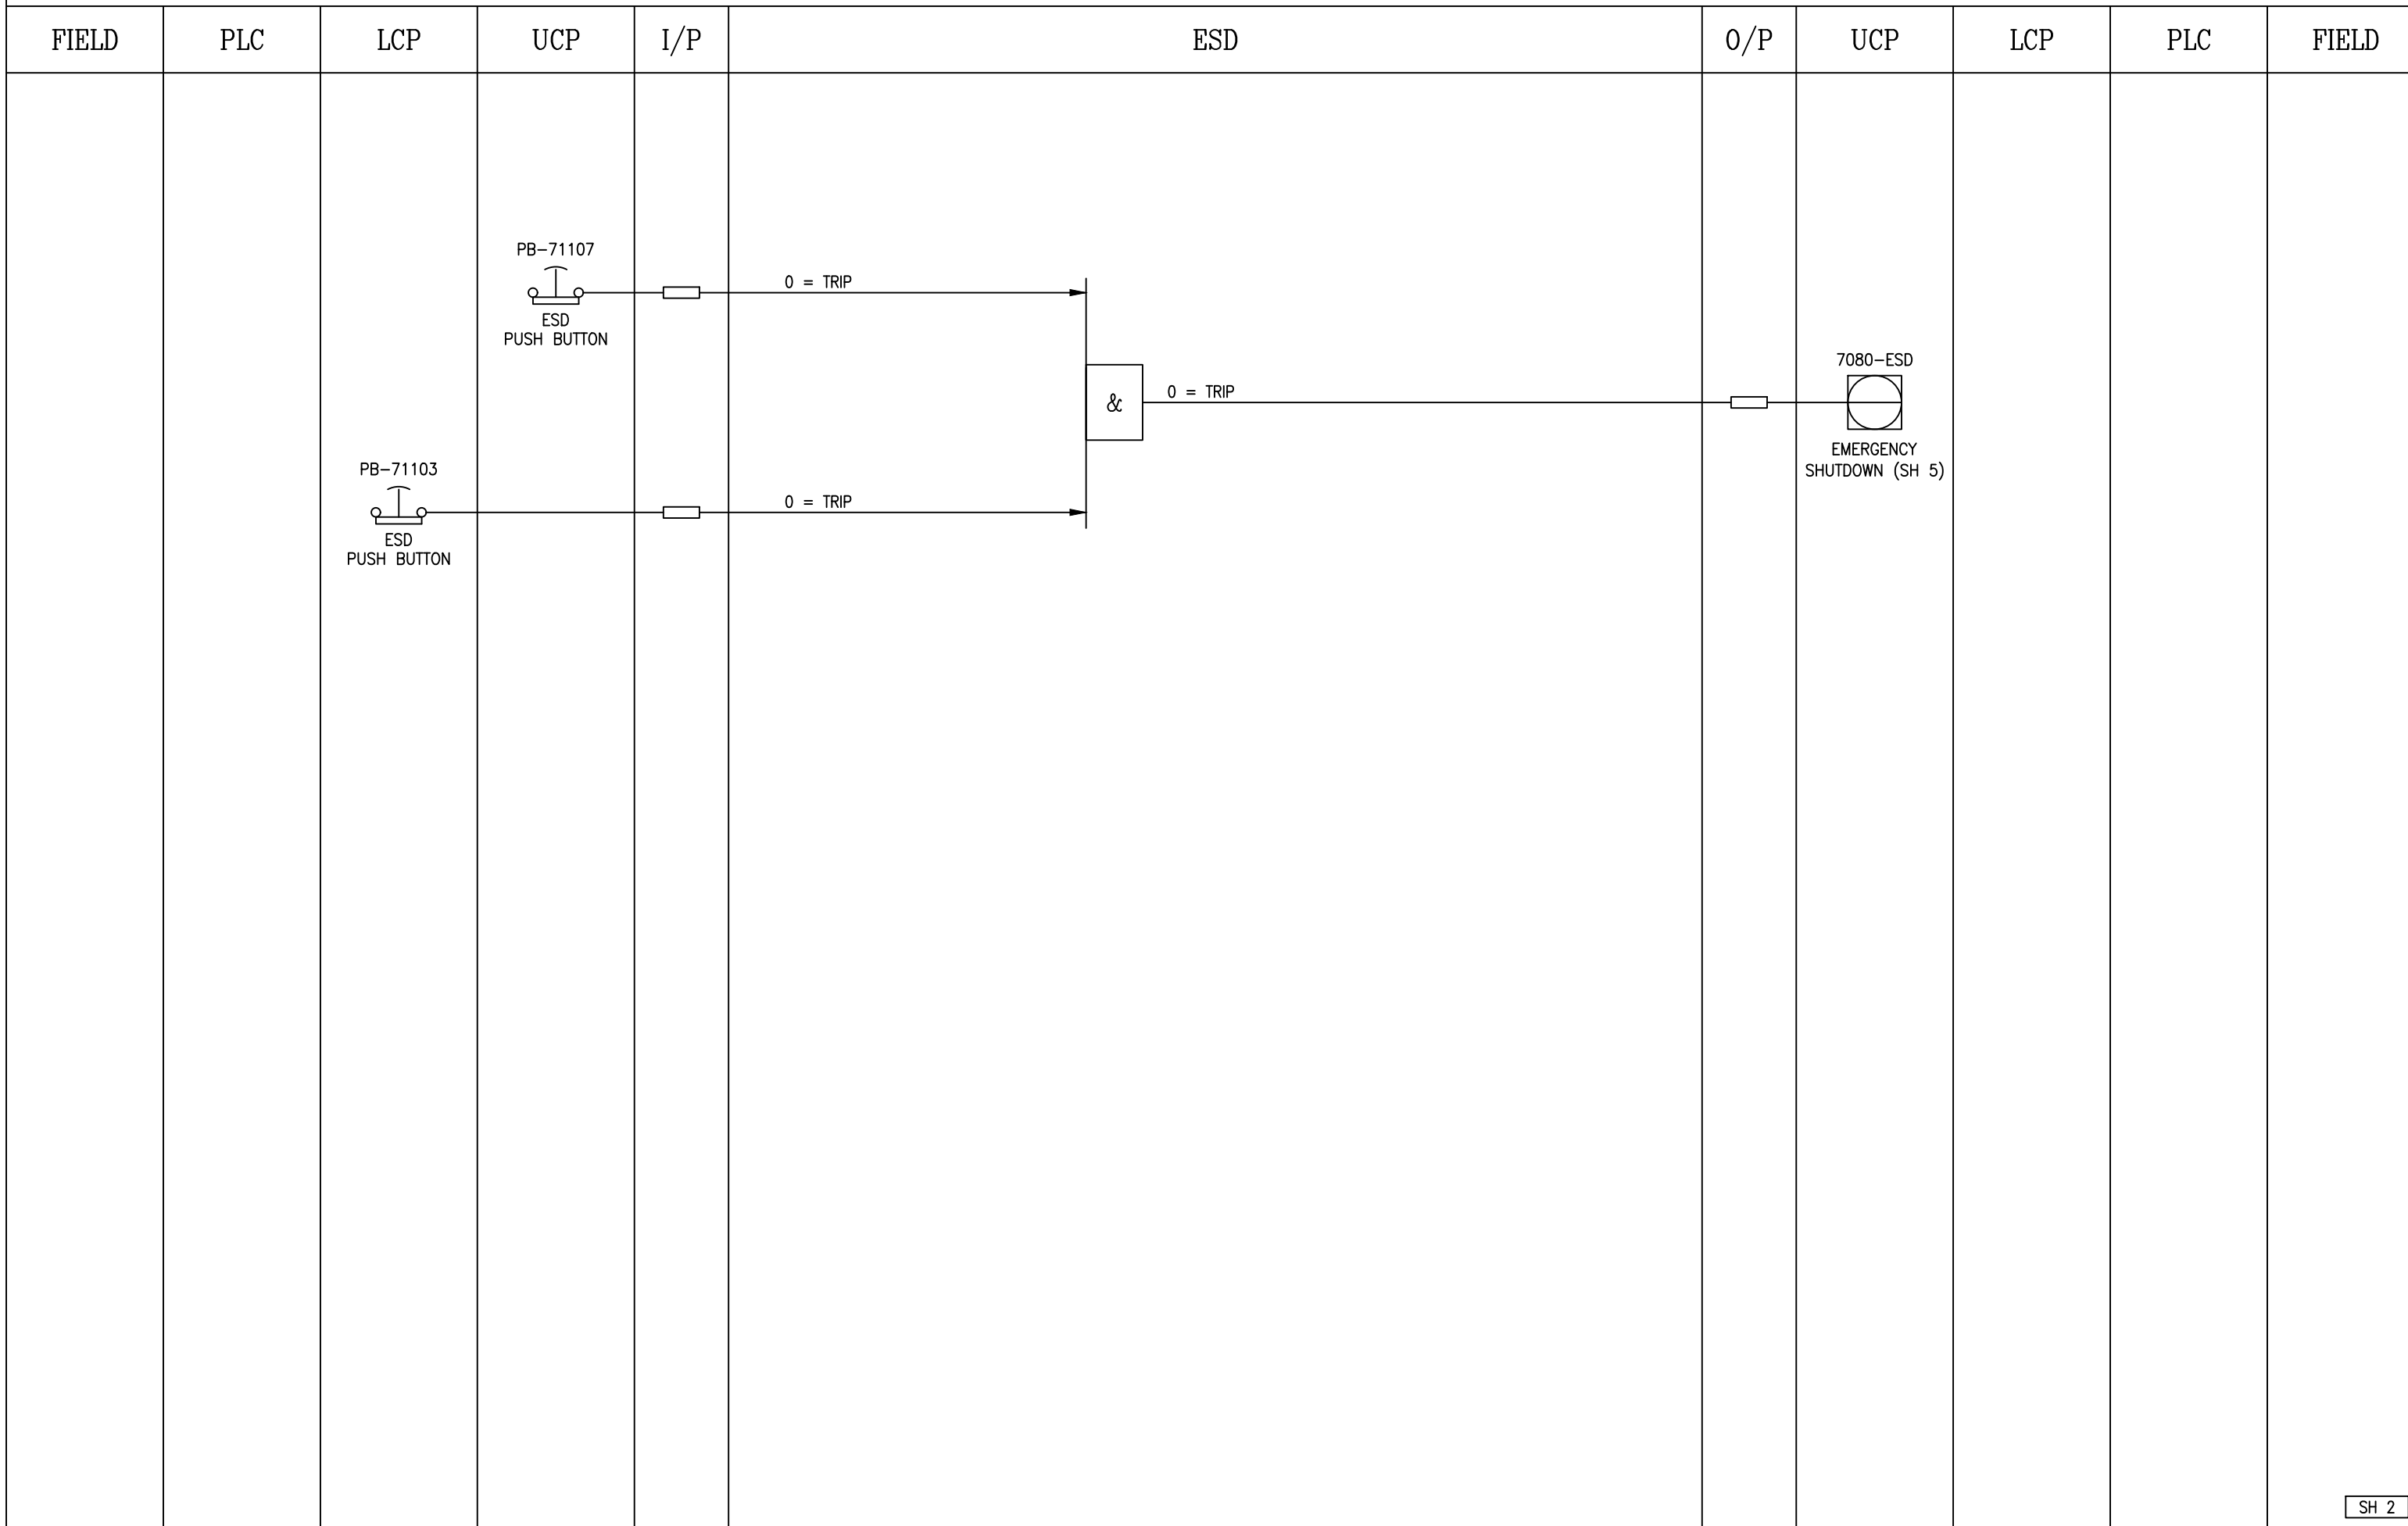 FIELD PLC LCP UCP I/P ESD O/P UCP LCP PLC FIELD
PB-71107
0 = TRIP
ESD
PUSH BUTTON
7080-ESD
&
0 = TRIP
EMERGENCY
SHUTDOWN (SH 5)
PB-71103
0 = TRIP
ESD
PUSH BUTTON
SH 2